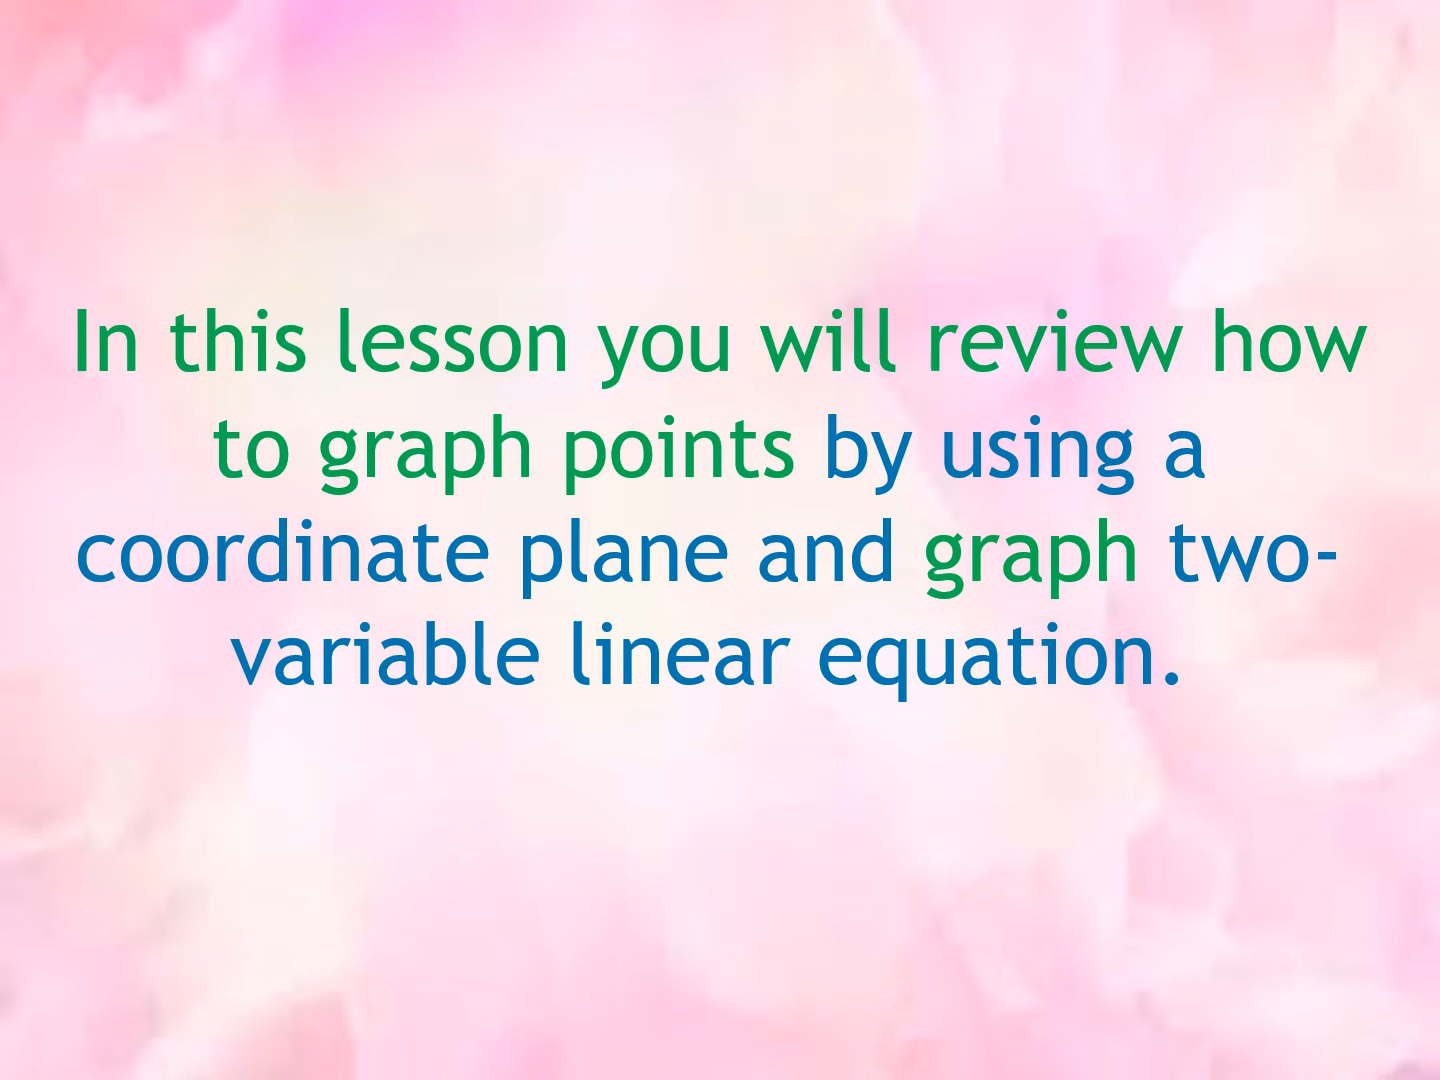 In this lesson you will review how
to graph points by using a
coordinate plane and graph two-
variable linear equation.